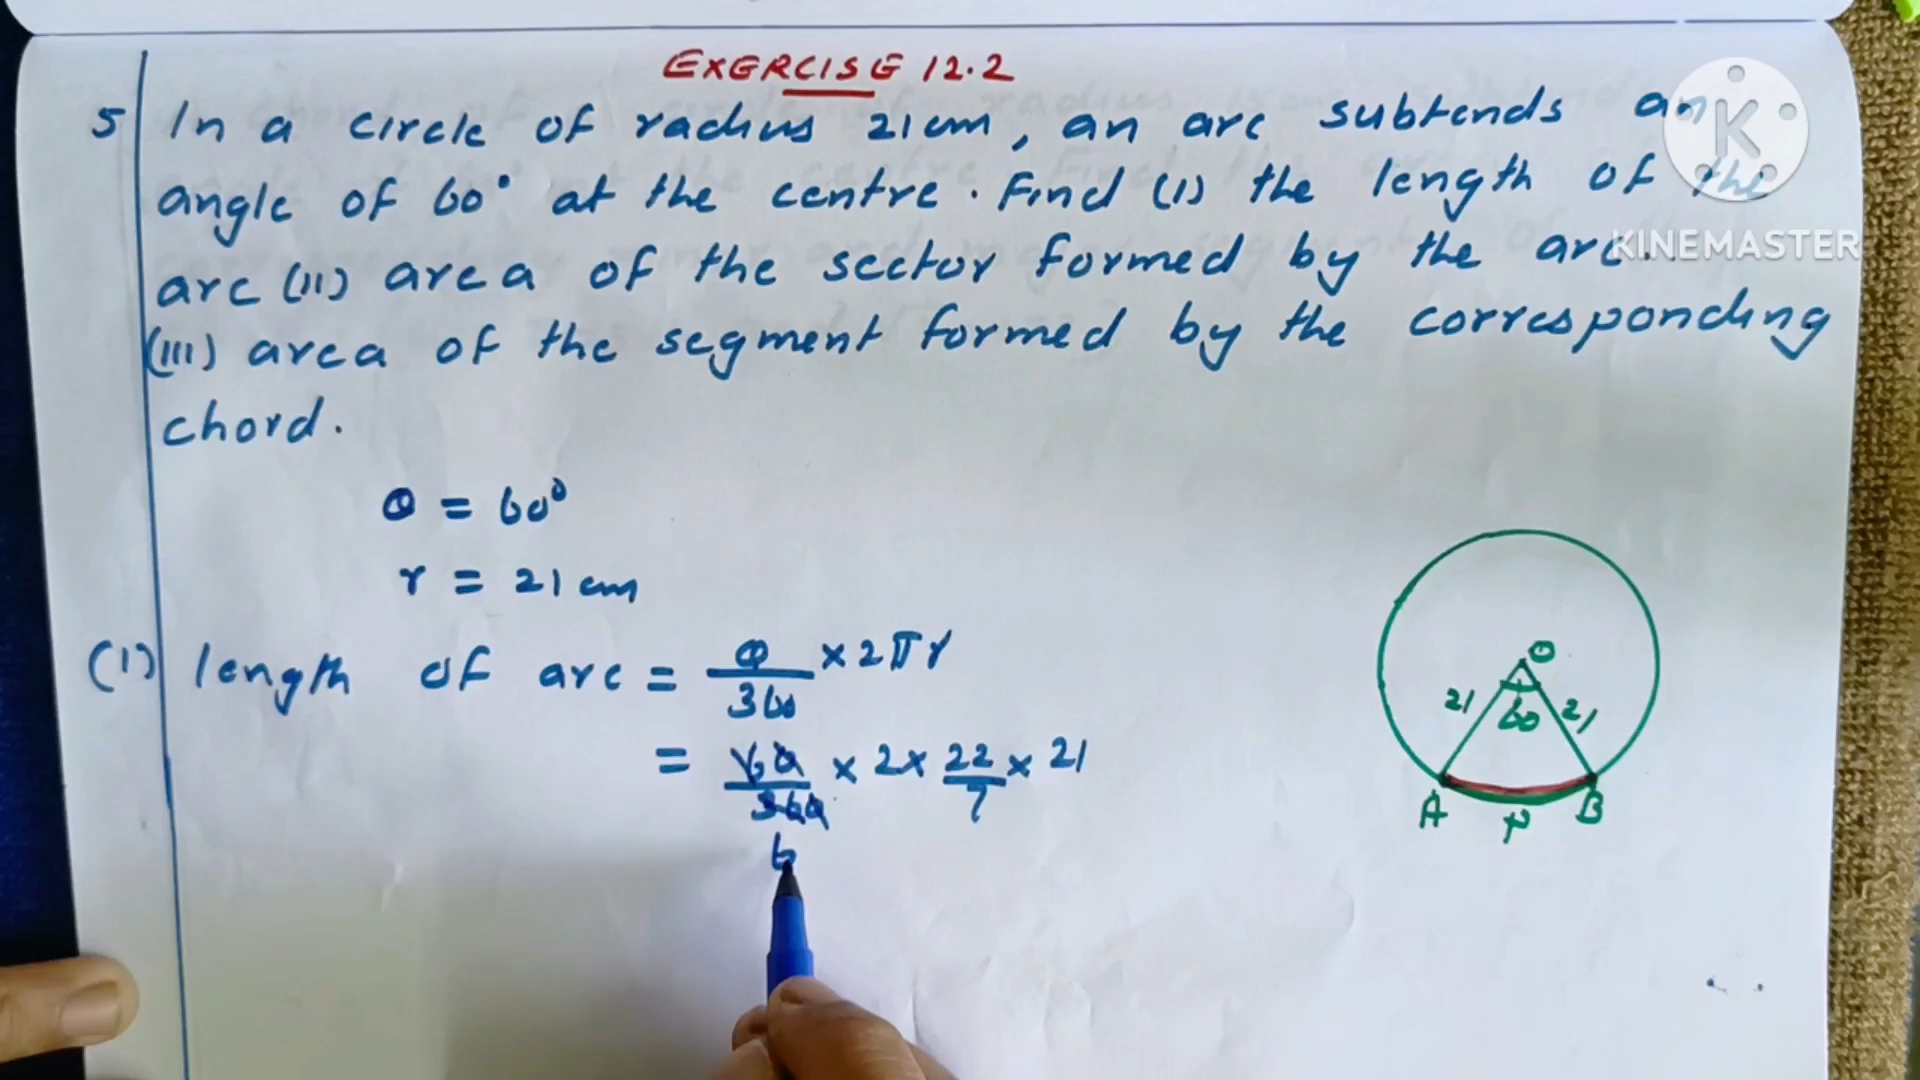 EXERCISE 12.2
5 In a circle of radius 21cm, an arc subtends an
angle of 60° at the centre. Find (i) the length of the
arc (ii) area of the sector formed by the arc.
KINEMASTER
(iii) area of the segment formed by the corresponding
chord.
θ = 60°
r = 21 cm
(i) length of arc = θ/360 × 2πr
= 60/360 × 2 × 22/7 × 21
6
O
21 60 21
A P B
K